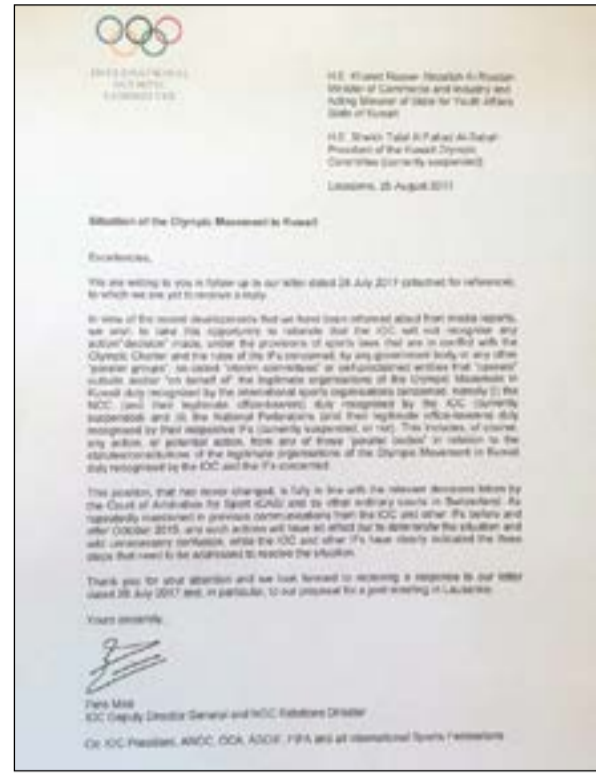 INTERNATIONAL
OLYMPIC
COMMITTEE
H.E. Khaled Nasser Abdullah Al-Roudan
Minister of Commerce and Industry and
Acting Minister of State for Youth Affairs
State of Kuwait
H.E. Sheikh Talal Al Fahad Al-Sabah
President of the Kuwait Olympic
Committee (currently suspended)
Lausanne, August 2017
Situation of the Olympic Movement in Kuwait
Excellencies,
We are writing to you in follow up to our letter dated July 2017 (attached for reference),
to which we are yet to receive a reply.
In view of the recent developments that we have been informed about from media reports,
we wish to take this opportunity to reiterate that the IOC will not recognise any
action/"decision" made, under the provisions of sports laws that are in conflict with the
Olympic Charter and the rules of the IFs concerned, by any government body or any other
"parallel groups", so-called "interim committees" or self-proclaimed entities that
outside and/or "on behalf of" the legitimate organisations of the Olympic Movement in
Kuwait duly recognised by the international sports organisations concerned, namely (i) the
NOC (and their legitimate office-bearers) duly recognised by the IOC (currently
suspended) and (ii) the National Federations (and their legitimate office-bearers) duly
recognised by their respective IFs (currently suspended, or not). This includes, of course,
any action, or potential action, from any of these "parallel bodies" in relation to the
statutes/constitutions of the legitimate organisations of the Olympic Movement in Kuwait
duly recognised by the IOC and the IFs concerned.
This position, that has never changed, is fully in line with the relevant decisions taken by
the Court of Arbitration for Sport (CAS) and by other ordinary courts in Switzerland. As
repeatedly mentioned in previous communications from the IOC and other IFs before and
after October 2015, any such actions will have no effect but to deteriorate the situation and
add unnecessary confusion, while the IOC and other IFs have clearly indicated the three
steps that need to be addressed to resolve the situation.
Thank you for your attention and we look forward to receiving a response to our letter
dated July 2017 and, in particular, to our proposal for a joint meeting in Lausanne.
Yours sincerely,
Pere Miró
IOC Deputy Director General and NOC Relations Director
Cc: IOC President, ANOC, OCA, ASOIF, FIFA and all International Sports Federations